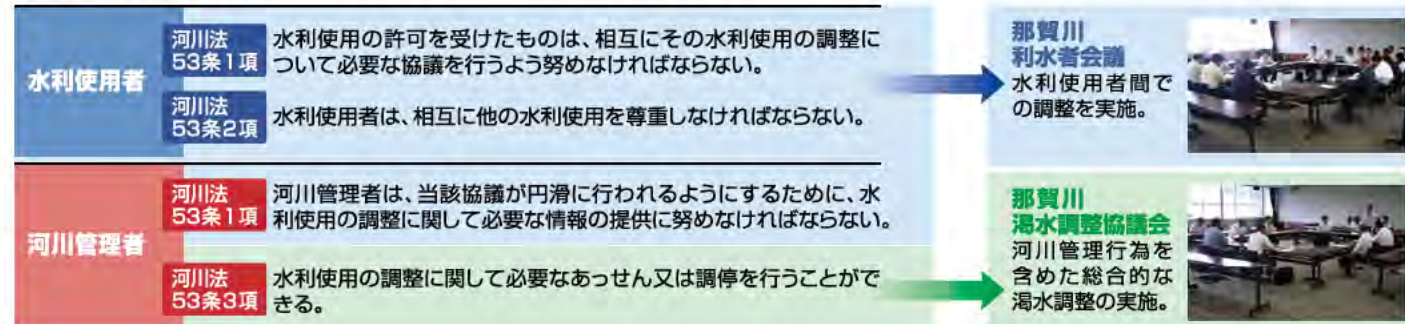 水利使用者
河川法
53条1項
水利使用の許可を受けたものは、相互にその水利使用の調整に
ついて必要な協議を行うよう努めなければならない。
河川法
53条2項
水利使用者は、相互に他の水利使用を尊重しなければならない。
那賀川
利水者会議
水利使用者間で
の調整を実施。
河川管理者
河川法
53条1項
河川管理者は、当該協議が円滑に行われるようにするために、水
利使用の調整に関して必要な情報の提供に努めなければならない。
河川法
53条3項
水利使用の調整に関して必要なあっせん又は調停を行うことがで
きる。
那賀川
渇水調整協議会
河川管理行為を
含めた総合的な
渇水調整の実施。